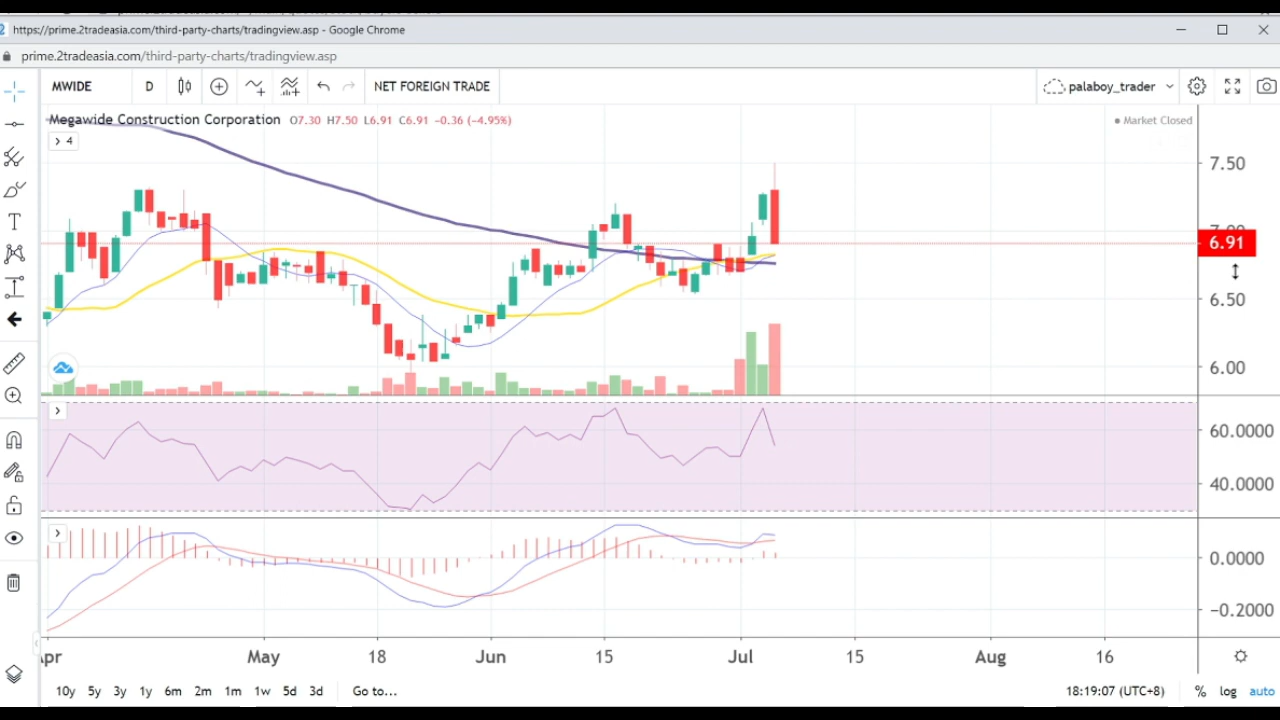 https://prime.2tradeasia.com/third-party-charts/tradingview.asp - Google Chrome
prime.2tradeasia.com/third-party-charts/tradingview.asp
MWIDE D NET FOREIGN TRADE palaboy_trader
Megawide Construction Corporation O7.30 H7.50 L6.91 C6.91 -0.36 (-4.95%) Market Closed
4
7.50
7.00
6.91
6.50
6.00
60.0000
40.0000
0.0000
-0.2000
Apr May 18 Jun 15 Jul 15 Aug 16
10y 5y 3y 1y 6m 2m 1m 1w 5d 3d Go to... 18:19:07 (UTC+8) % log auto